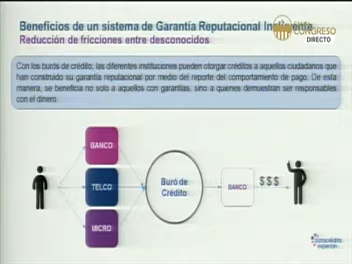 Beneficios de un sistema de Garantía Reputacional
Reducción de fricciones entre desconocidos
CONGRESO
DIRECTO
Con los burós de crédito, las diferentes instituciones pueden otorgar créditos a aquellos ciudadanos que
han construido su garantía reputacional por medio del reporte del comportamiento de pago. De esta
manera, se beneficia no solo a aquellos con garantías, sino a quienes demuestran ser responsables
con el dinero.
BANCO
TELCO
MICRO
Buró de
Crédito
BANCO
$ $ $
datacrédito
experian